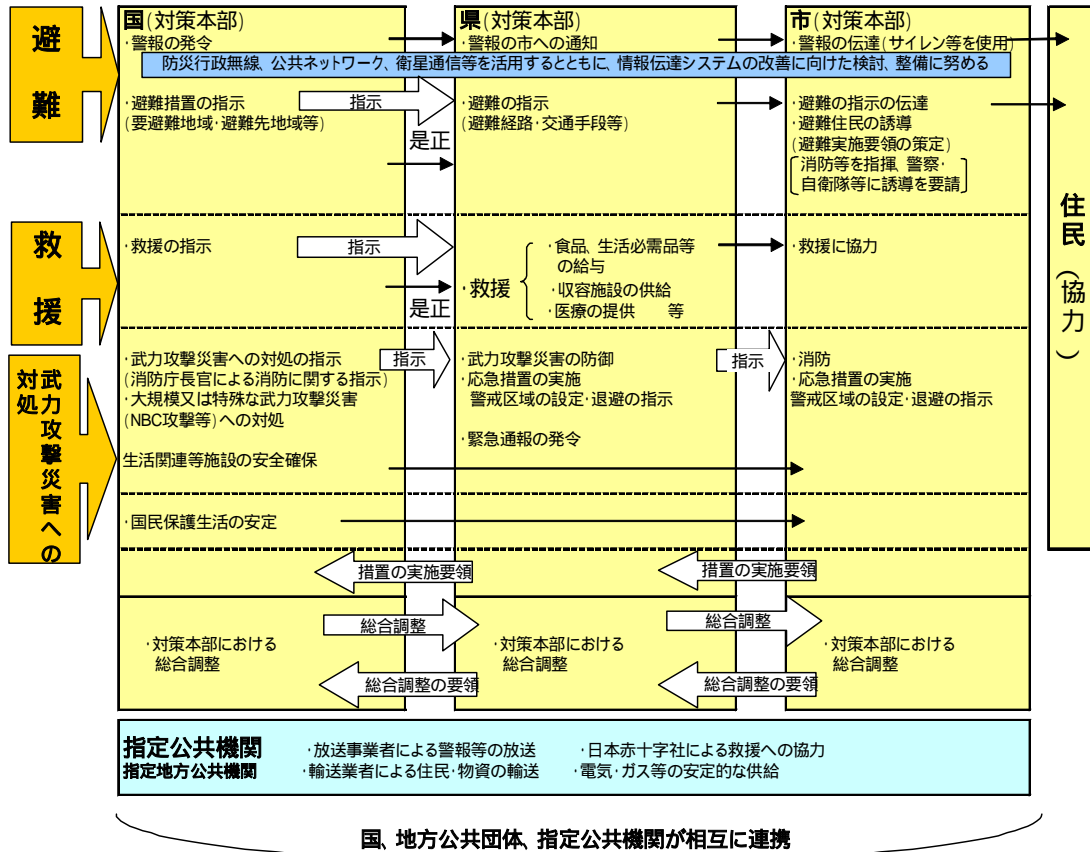 避難
国(対策本部)
・警報の発令
県(対策本部)
・警報の市への通知
市(対策本部)
・警報の伝達(サイレン等を使用)
防災行政無線、公共ネットワーク、衛星通信等を活用するとともに、情報伝達システムの改善に向けた検討、整備に努める
・避難措置の指示
(要避難地域・避難先地域等)
指示
是正
・避難の指示
(避難経路・交通手段等)
・避難の指示の伝達
・避難住民の誘導
(避難実施要領の策定)
消防等を指揮、警察・
自衛隊等に誘導を要請
救援
・救援の指示
指示
是正
・救援
・食品、生活必需品等
の給与
・収容施設の供給
・医療の提供 等
・救援に協力
武力攻撃災害への
対処
・武力攻撃災害への対処の指示
(消防庁長官による消防に関する指示)
・大規模又は特殊な武力攻撃災害
(NBC攻撃等)への対処
指示
・武力攻撃災害の防御
・応急措置の実施
警戒区域の設定・退避の指示
・緊急通報の発令
指示
・消防
・応急措置の実施
警戒区域の設定・退避の指示
生活関連等施設の安全確保
・国民保護生活の安定
措置の実施要領
措置の実施要領
総合調整
総合調整
・対策本部における
総合調整
・対策本部における
総合調整
・対策本部における
総合調整
総合調整の要領
総合調整の要領
住民(協力)
指定公共機関
指定地方公共機関
・放送事業者による警報等の放送
・日本赤十字社による救援への協力
・輸送業者による住民・物資の輸送
・電気・ガス等の安定的な供給
国、地方公共団体、指定公共機関が相互に連携